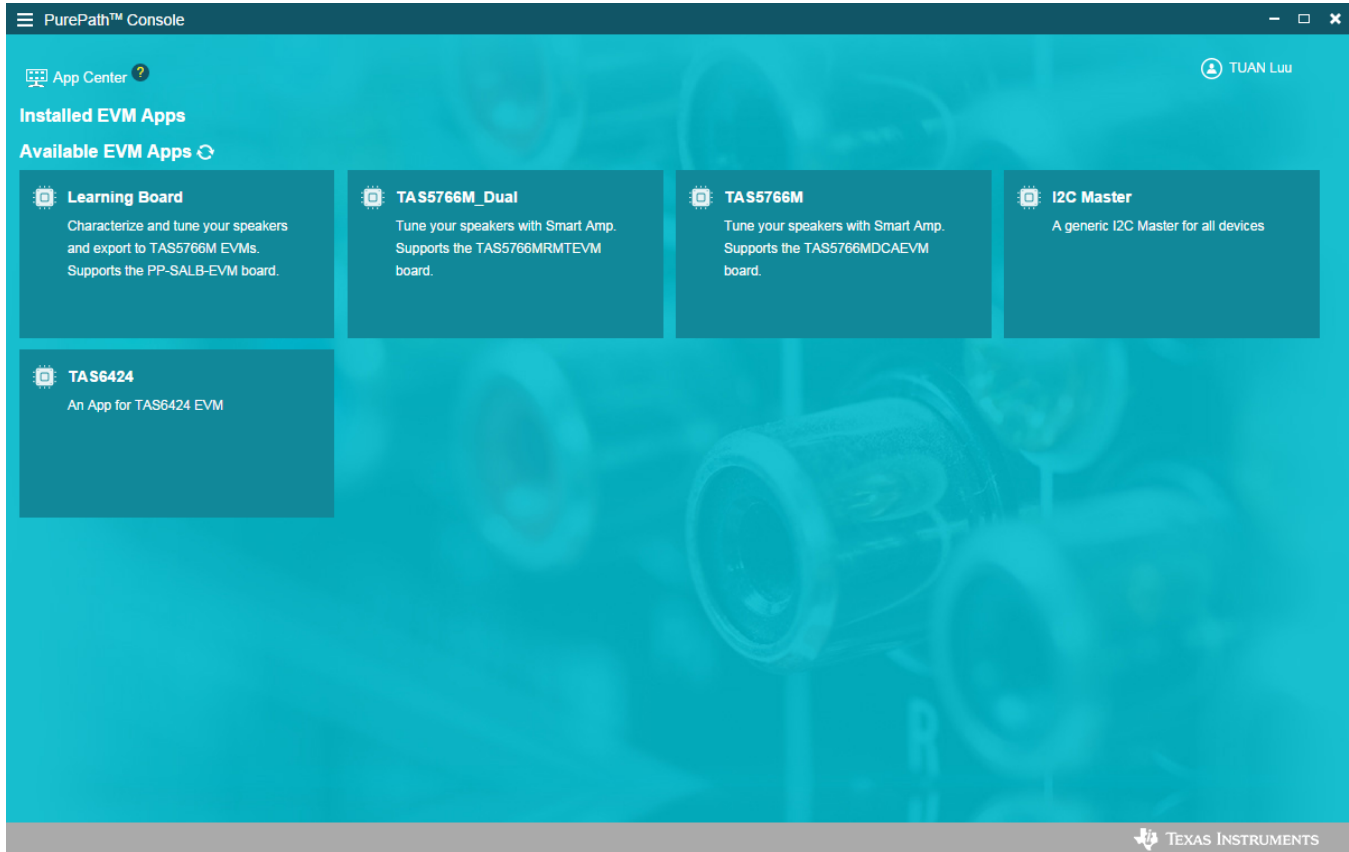 PurePath™ Console
App Center ?
TUAN Luu
Installed EVM Apps
Available EVM Apps
Learning Board
Characterize and tune your speakers
and export to TAS5766M EVMs.
Supports the PP-SALB-EVM board.
TAS5766M_Dual
Tune your speakers with Smart Amp.
Supports the TAS5766MRMTEVM
board.
TAS5766M
Tune your speakers with Smart Amp.
Supports the TAS5766MDCAEVM
board.
I2C Master
A generic I2C Master for all devices
TAS6424
An App for TAS6424 EVM
R
TEXAS INSTRUMENTS